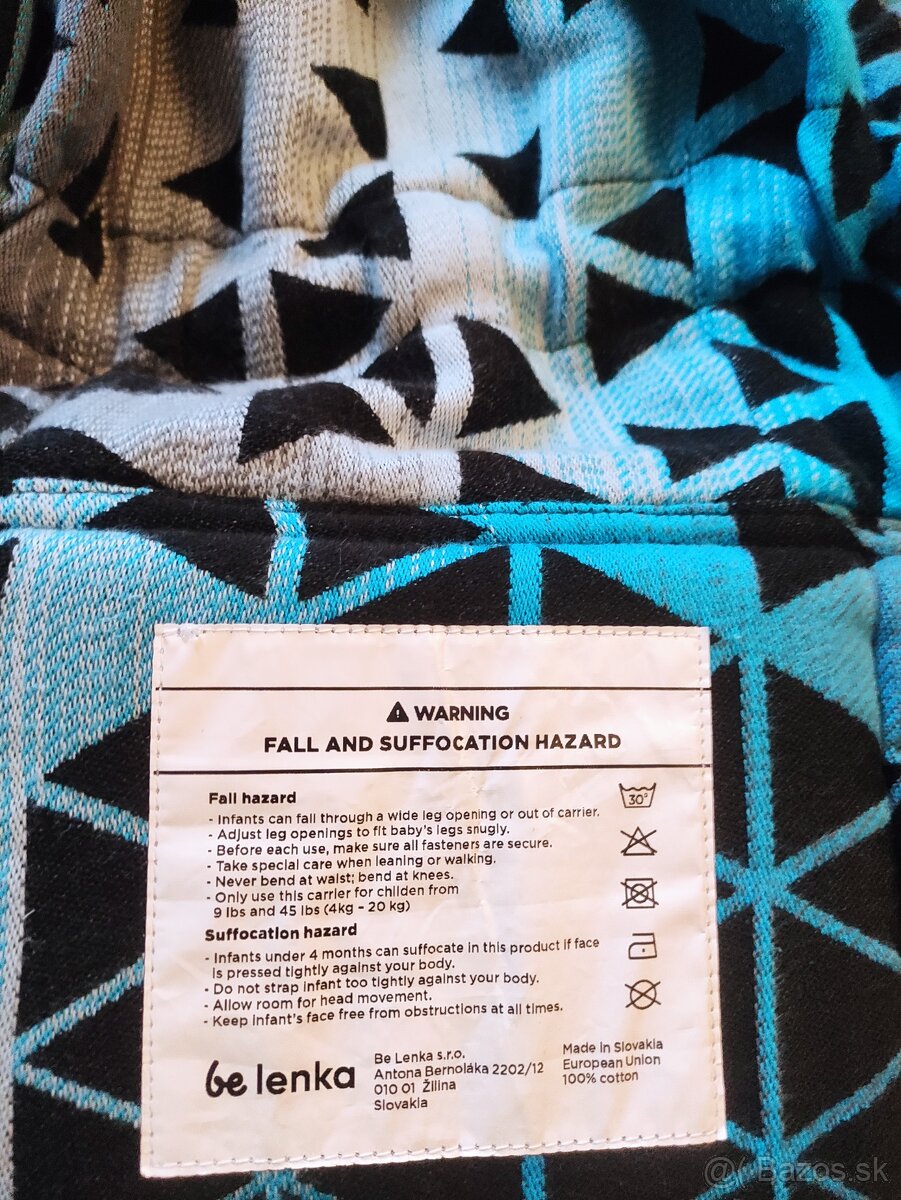 WARNING
FALL AND SUFFOCATION HAZARD
Fall hazard
- Infants can fall through a wide leg opening or out of carrier.
- Adjust leg openings to fit baby's legs snugly.
- Before each use, make sure all fasteners are secure.
- Take special care when leaning or walking.
- Never bend at waist; bend at knees.
- Only use this carrier for childen from
9 lbs and 45 lbs (4kg - 20 kg)
Suffocation hazard
- Infants under 4 months can suffocate in this product if face
is pressed tightly against your body.
- Do not strap infant too tightly against your body.
- Allow room for head movement.
- Keep infant's face free from obstructions at all times.
30°
be lenka
Be Lenka s.r.o.
Antona Bernoláka 2202/12
010 01 Žilina
Slovakia
Made in Slovakia
European Union
100% cotton
@ Bazos.sk